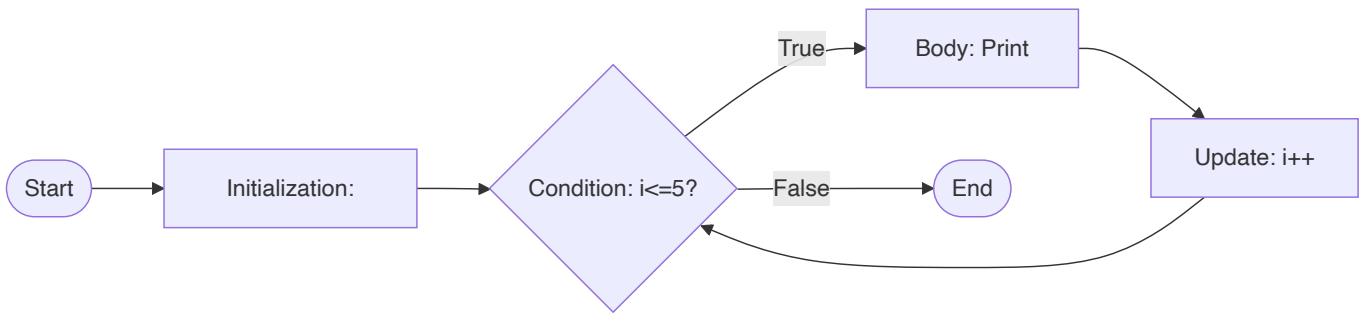 Start
Initialization:
Condition: i<=5?
True
Body: Print
Update: i++
False
End